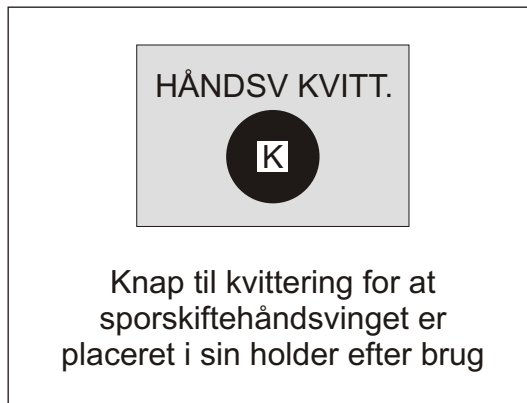 HÅNDSV KVITT.
K
Knap til kvittering for at
sporskiftehåndsvinget er
placeret i sin holder efter brug